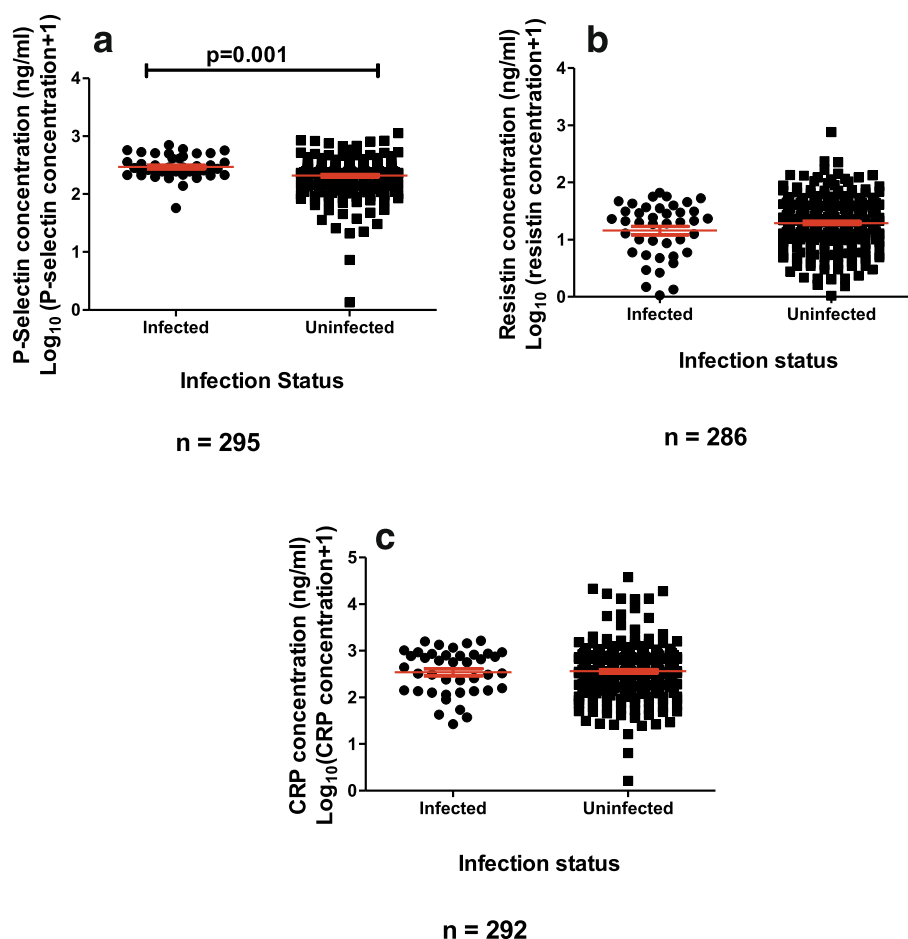 a
p=0.001
P-Selectin concentration (ng/ml)
Log10 (P-selectin concentration+1)
4
3
2
1
0
Infected
Uninfected
Infection Status
n = 295
b
Resistin concentration (ng/ml)
Log10 (resistin concentration+1)
4
3
2
1
0
Infected
Uninfected
Infection status
n = 286
c
CRP concentration (ng/ml)
Log10(CRP concentration+1)
5
4
3
2
1
0
Infected
Uninfected
Infection status
n = 292